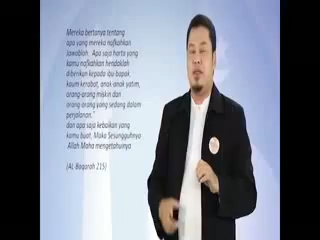 Mereka bertanya tentang
apa yang mereka nafkahkan
Jawablah. Apa saja harta yang
kamu nafkahkan hendaklah
diberikan kepada ibu bapak,
kaum kerabat, anak-anak yatim,
orang-orang miskin dan
orang orang yang sedang dalam
perjalanan."
dan apa saja kebaikan yang
kamu buat, Maka Sesungguhnya
Allah Maha mengetahuinya
(AL-Baqarah 215)